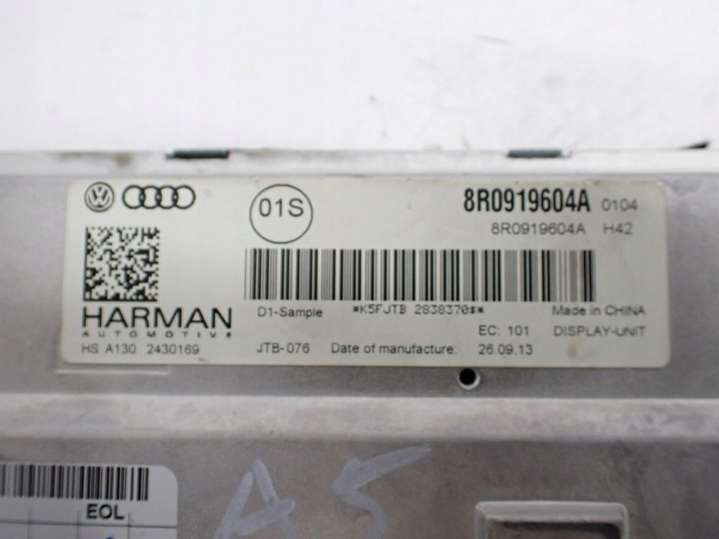 01S
8R0919604A 0104
8R0919604A H42
HARMAN
AUTOMOTIVE
D1-Sample *K5FJTB 2838370$* Made in CHINA
EC: 101 DISPLAY-UNIT
HS A130 2430169 JTB-076 Date of manufacture: 26.09.13
EOL
A5